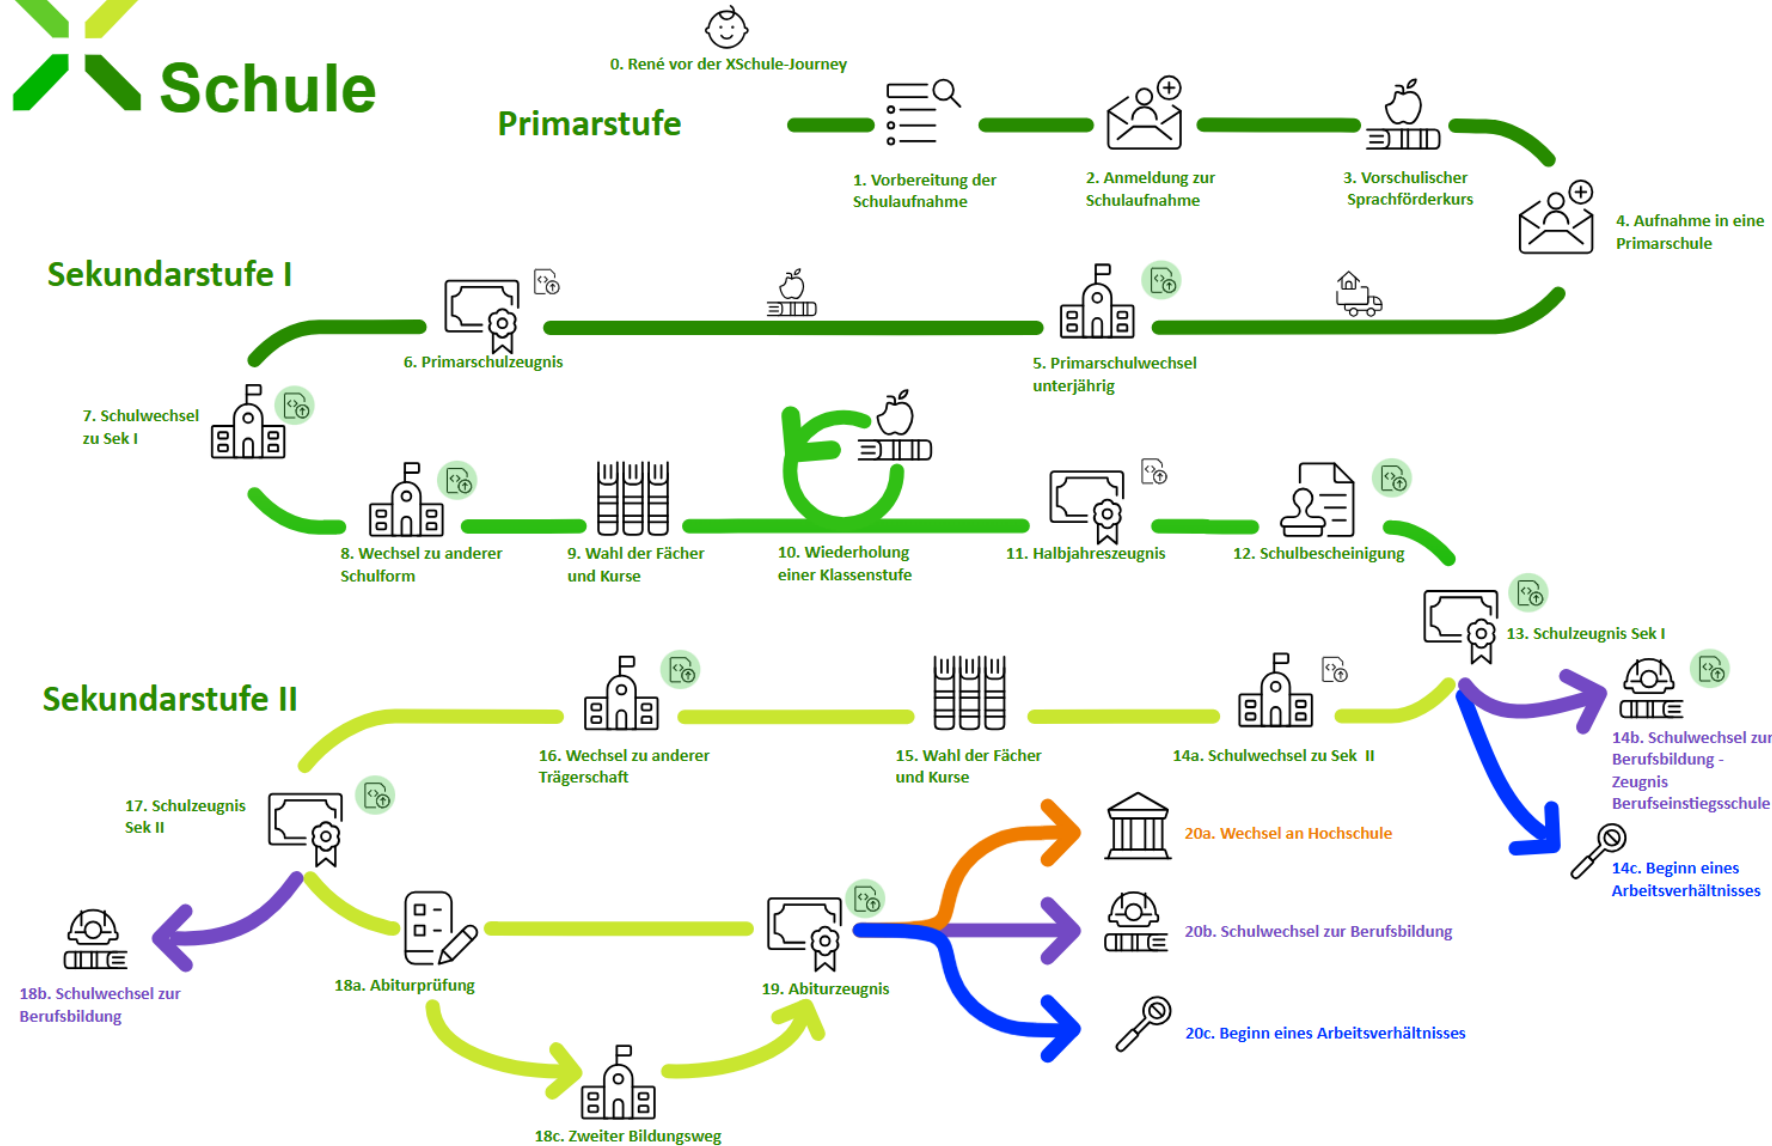 Schule
0. René vor der XSchule-Journey
Primarstufe
1. Vorbereitung der
Schulaufnahme
2. Anmeldung zur
Schulaufnahme
3. Vorschulischer
Sprachförderkurs
4. Aufnahme in eine
Primarschule
Sekundarstufe I
5. Primarschulwechsel
unterjährig
6. Primarschulzeugnis
7. Schulwechsel
zu Sek I
8. Wechsel zu anderer
Schulform
9. Wahl der Fächer
und Kurse
10. Wiederholung
einer Klassenstufe
11. Halbjahreszeugnis
12. Schulbescheinigung
13. Schulzeugnis Sek I
Sekundarstufe II
14a. Schulwechsel zu Sek II
14b. Schulwechsel zur
Berufsbildung -
Zeugnis
Berufseinstiegsschule
14c. Beginn eines
Arbeitsverhältnisses
15. Wahl der Fächer
und Kurse
16. Wechsel zu anderer
Trägerschaft
17. Schulzeugnis
Sek II
18a. Abiturprüfung
18b. Schulwechsel zur
Berufsbildung
18c. Zweiter Bildungsweg
19. Abiturzeugnis
20a. Wechsel an Hochschule
20b. Schulwechsel zur Berufsbildung
20c. Beginn eines Arbeitsverhältnisses